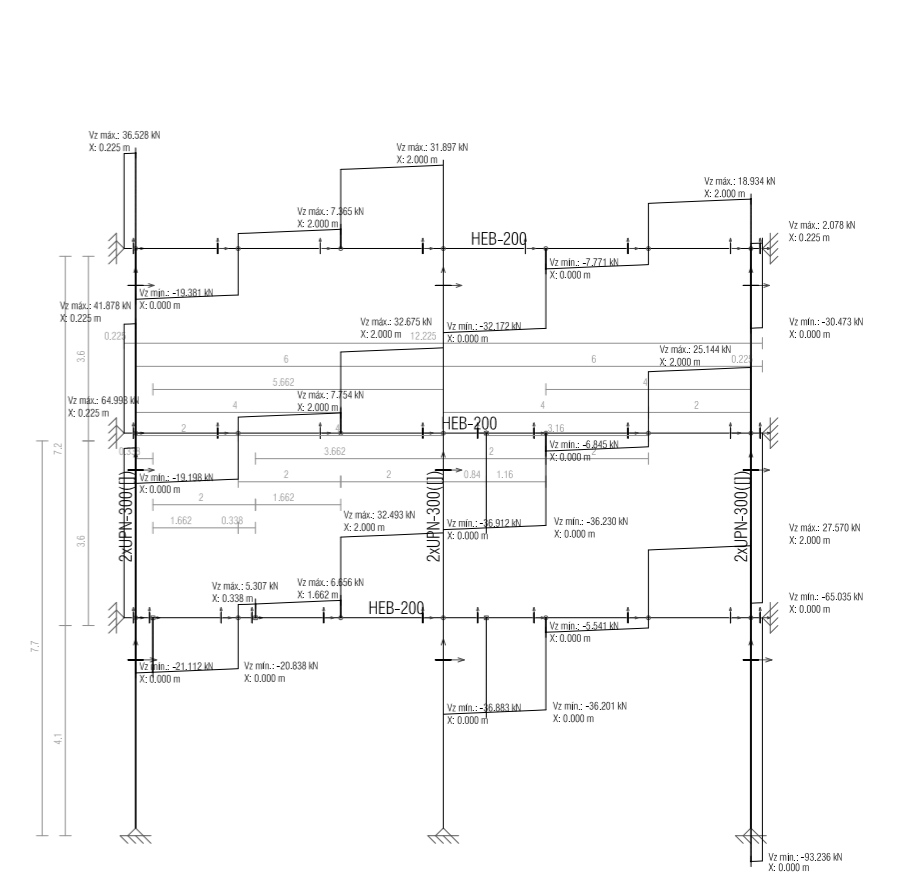 Vz máx.: 36.528 kN
X: 0.225 m
Vz máx.: 31.897 kN
X: 2.000 m
Vz máx.: 18.934 kN
X: 2.000 m
Vz máx.: 7.365 kN
X: 2.000 m
Vz máx.: 2.078 kN
X: 0.225 m
HEB-200
Vz mín.: -7.771 kN
X: 0.000 m
Vz mín.: -19.381 kN
X: 0.000 m
Vz máx.: 41.878 kN
X: 0.225 m
Vz máx.: 32.675 kN
X: 2.000 m
Vz mín.: -32.172 kN
X: 0.000 m
Vz mín.: -30.473 kN
X: 0.000 m
0.225
12.225
Vz máx.: 25.144 kN
X: 2.000 m
3.6
6
6
0.225
5.662
4
Vz máx.: 64.993 kN
X: 0.225 m
Vz máx.: 7.754 kN
X: 2.000 m
4
4
2
2
4
HEB-200
3.16
Vz mín.: -6.845 kN
X: 0.000 m
7.2
0.338
3.662
2
2
Vz mín.: -19.198 kN
X: 0.000 m
2
2
0.84
1.16
2xUPN-300([])
2xUPN-300([])
2xUPN-300([])
2
1.662
3.6
1.662
0.338
Vz máx.: 32.493 kN
X: 2.000 m
Vz mín.: -36.912 kN
X: 0.000 m
Vz mín.: -36.230 kN
X: 0.000 m
Vz máx.: 27.570 kN
X: 2.000 m
Vz máx.: 5.307 kN
X: 0.338 m
Vz máx.: 6.656 kN
X: 1.662 m
HEB-200
Vz mín.: -65.035 kN
X: 0.000 m
Vz mín.: -5.541 kN
X: 0.000 m
7.7
Vz mín.: -21.112 kN
X: 0.000 m
Vz mín.: -20.838 kN
X: 0.000 m
Vz mín.: -36.883 kN
X: 0.000 m
Vz mín.: -36.201 kN
X: 0.000 m
4.1
Vz mín.: -93.236 kN
X: 0.000 m